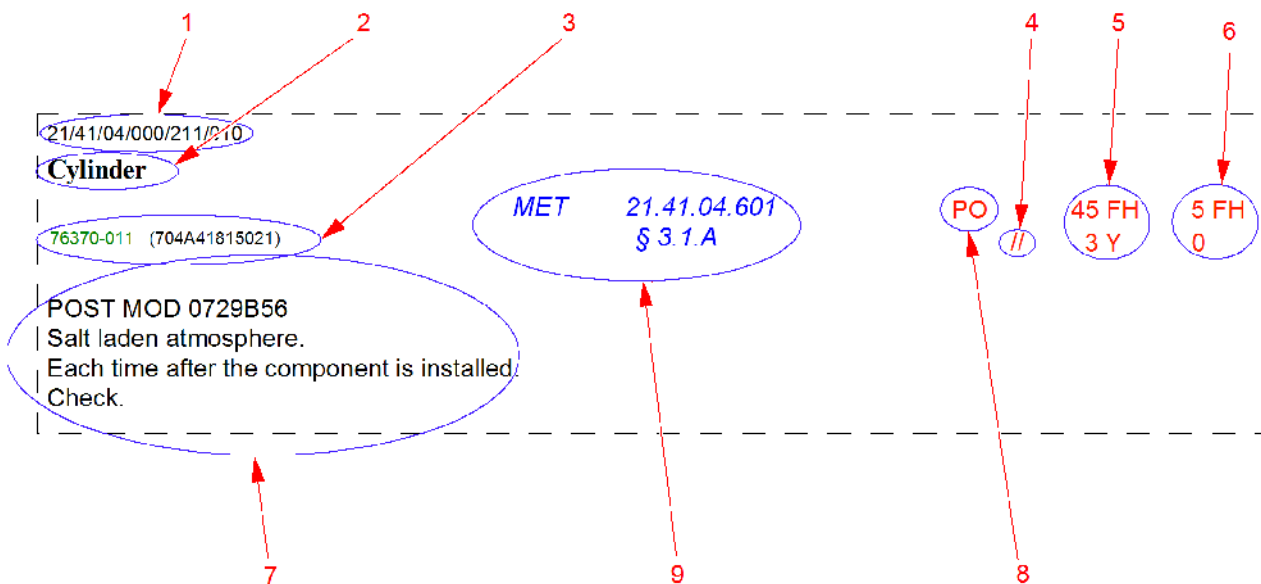 1 2 3 4 5 6
21/41/04/000/211/010
Cylinder
MET 21.41.04.601 PO 45 FH 5 FH
76370-011 (704A41815021) § 3.1.A // 3 Y 0
POST MOD 0729B56
Salt laden atmosphere.
Each time after the component is installed.
Check.
7 9 8